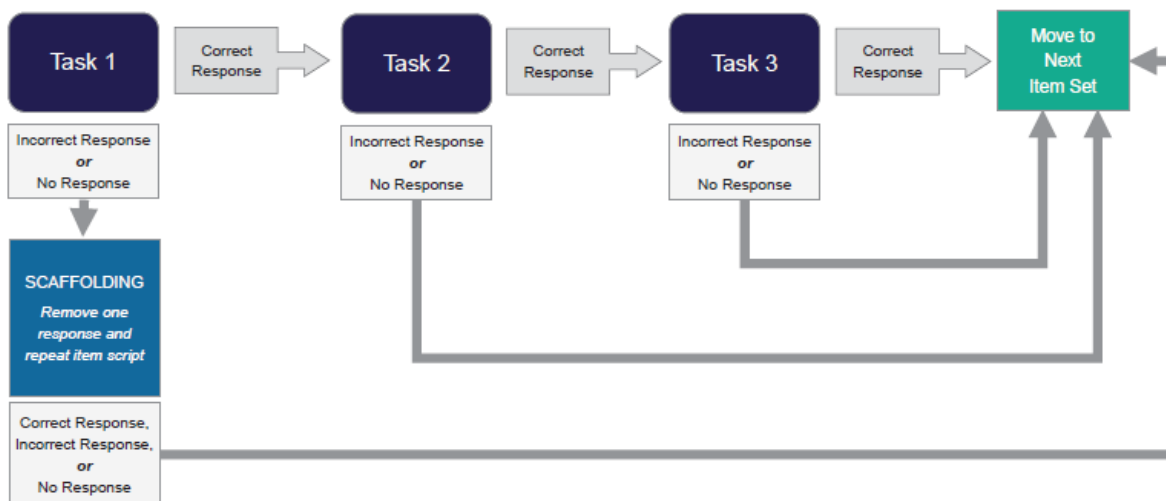 Task 1
Correct
Response
Task 2
Correct
Response
Task 3
Correct
Response
Move to
Next
Item Set
Incorrect Response
or
No Response
Incorrect Response
or
No Response
Incorrect Response
or
No Response
SCAFFOLDING
Remove one
response and
repeat item script
Correct Response,
Incorrect Response,
or
No Response